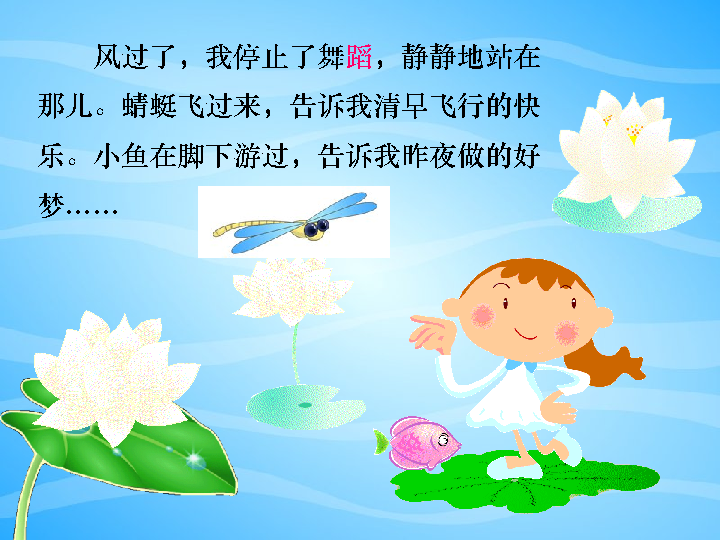 风过了，我停止了舞蹈，静静地站在
那儿。蜻蜓飞过来，告诉我清早飞行的快
乐。小鱼在脚下游过，告诉我昨夜做的好
梦……